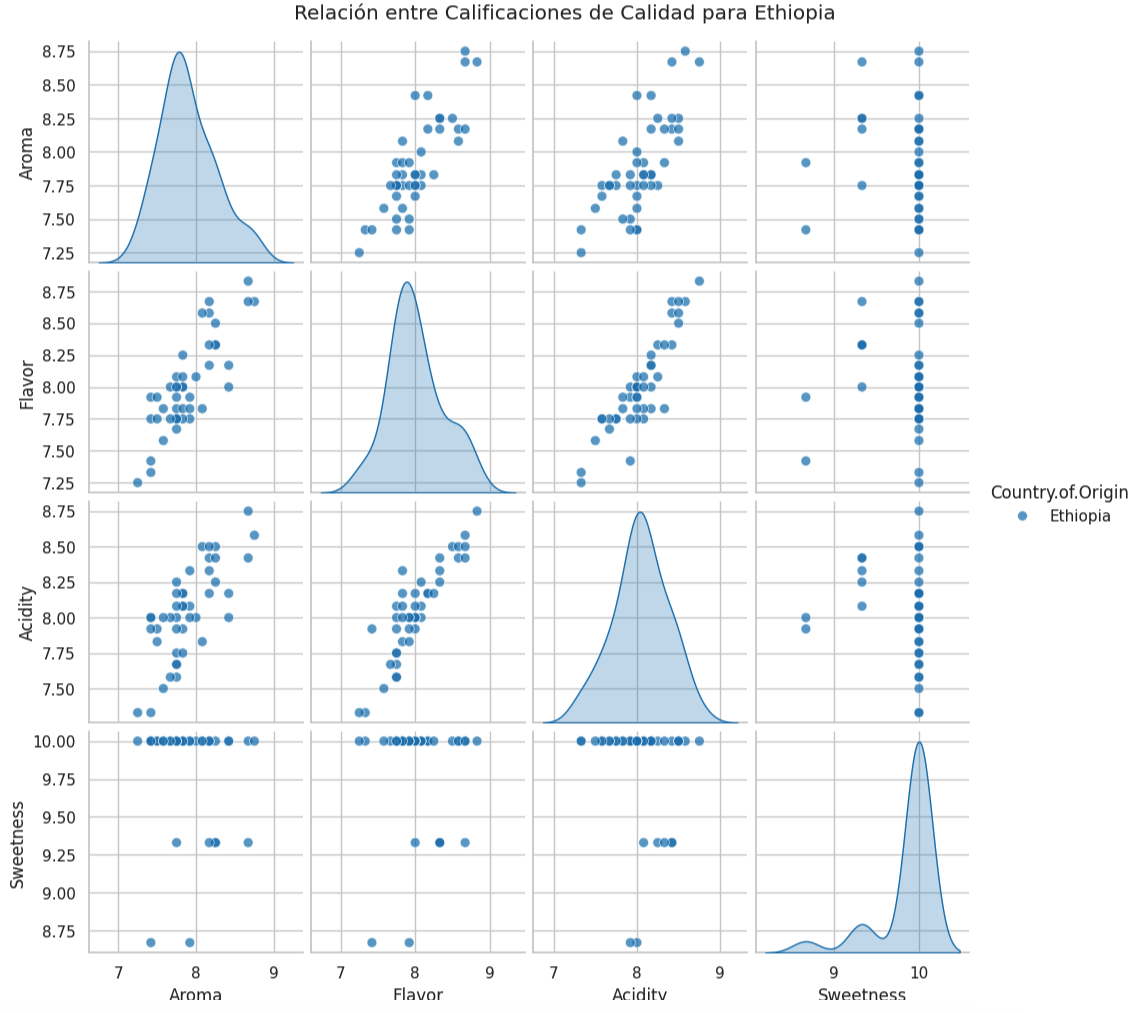 Relación entre Calificaciones de Calidad para Ethiopia
8.75
8.50
8.25
8.00
7.75
7.50
7.25
Aroma
8.75
8.50
8.25
8.00
7.75
7.50
7.25
Flavor
Country.of.Origin
Ethiopia
8.75
8.50
8.25
8.00
7.75
7.50
Acidity
10.00
9.75
9.50
9.25
9.00
8.75
Sweetness
7 8 9 7 8 9 7 8 9 9 10
Aroma Flavor Acidity Sweetness